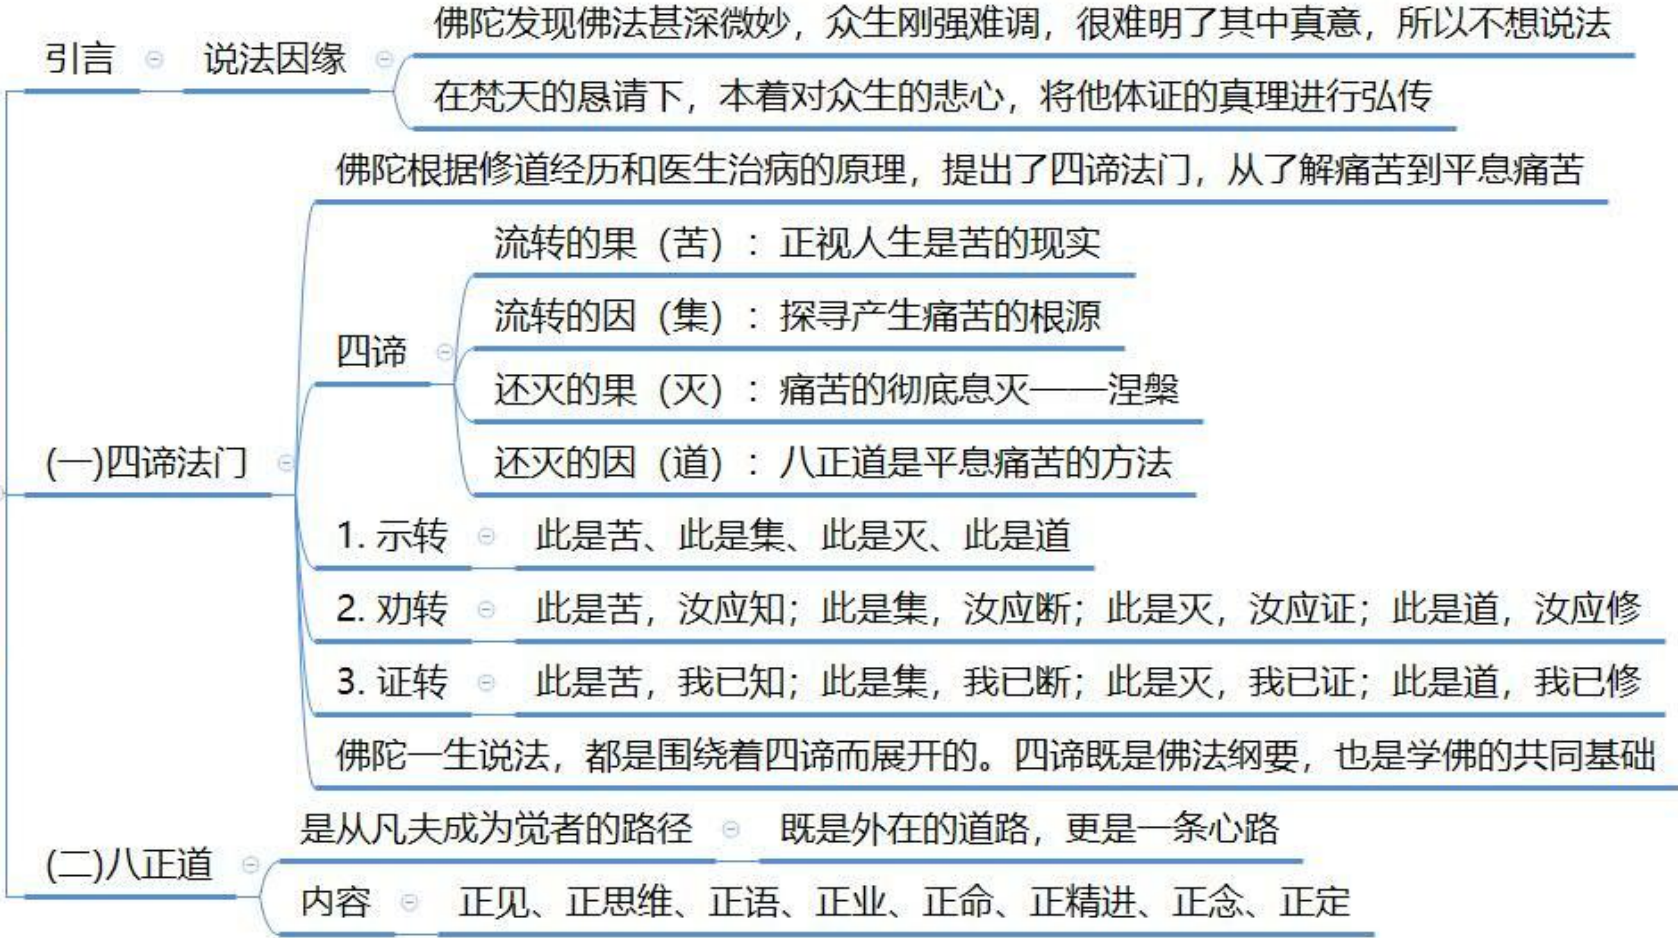 引言
说法因缘
佛陀发现佛法甚深微妙，众生刚强难调，很难明了其中真意，所以不想说法
在梵天的恳请下，本着对众生的悲心，将他体证的真理进行弘传
(一)四谛法门
佛陀根据修道经历和医生治病的原理，提出了四谛法门，从了解痛苦到平息痛苦
四谛
流转的果（苦）：正视人生是苦的现实
流转的因（集）：探寻产生痛苦的根源
还灭的果（灭）：痛苦的彻底息灭——涅槃
还灭的因（道）：八正道是平息痛苦的方法
1. 示转
此是苦、此是集、此是灭、此是道
2. 劝转
此是苦，汝应知；此是集，汝应断；此是灭，汝应证；此是道，汝应修
3. 证转
此是苦，我已知；此是集，我已断；此是灭，我已证；此是道，我已修
佛陀一生说法，都是围绕着四谛而展开的。四谛既是佛法纲要，也是学佛的共同基础
(二)八正道
是从凡夫成为觉者的路径
既是外在的道路，更是一条心路
内容
正见、正思维、正语、正业、正命、正精进、正念、正定